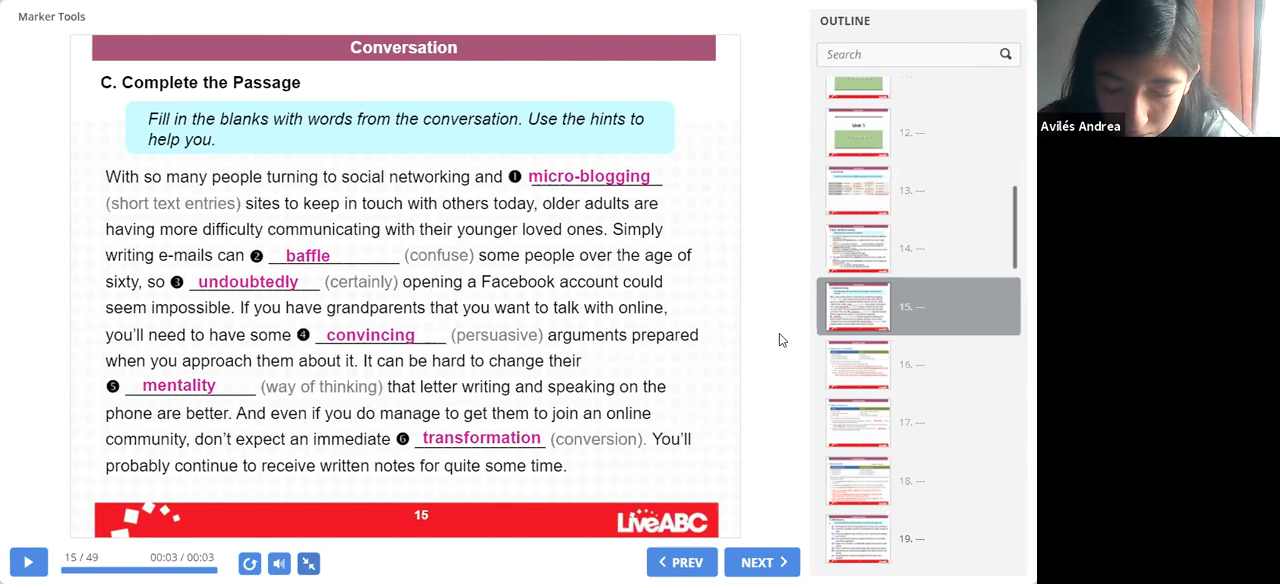 Marker Tools
Conversation
C. Complete the Passage
Fill in the blanks with words from the conversation. Use the hints to
help you.
With so many people turning to social networking and ❶ micro-blogging
(short text entries) sites to keep in touch with others today, older adults are
having more difficulty communicating with their younger loved ones. Simply
writing e-mails can ❷ baffle (confuse) some people over the age of
sixty, so ❸ undoubtedly (certainly) opening a Facebook account could
seem impossible. If you have grandparents that you want to talk with online,
you'll need to have some ❹ convincing (persuasive) arguments prepared
when you approach them about it. It can be hard to change their
❺ mentality (way of thinking) that letter writing and speaking on the
phone are better. And even if you do manage to get them to join an online
community, don't expect an immediate ❻ transformation (conversion). You'll
probably continue to receive written notes for quite some time.
15
LiveABC
15 / 49
00:03
PREV
NEXT
OUTLINE
Search
12. —
13. —
14. —
15. —
16. —
17. —
18. —
19. —
Avilés Andrea